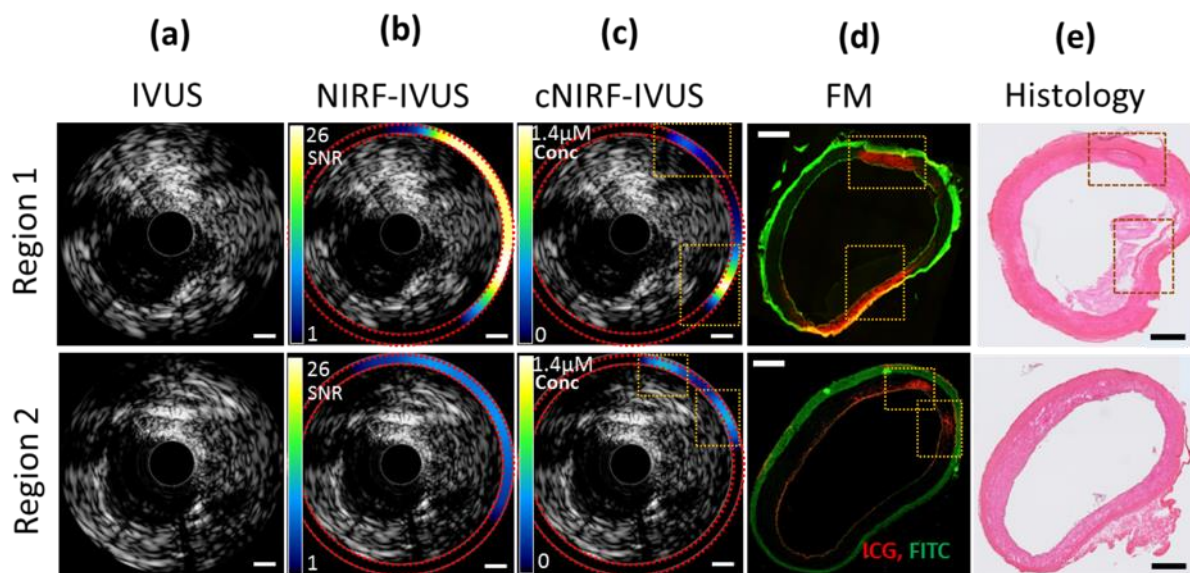 (a) (b) (c) (d) (e)
IVUS NIRF-IVUS cNIRF-IVUS FM Histology
Region 1
26
SNR
1
1.4µM
Conc
0
Region 2
26
SNR
1
1.4µM
Conc
0
ICG, FITC